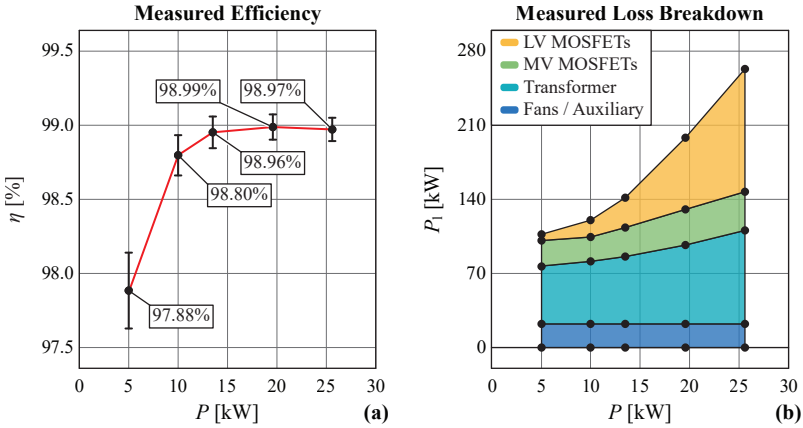 Measured Efficiency
99.5
99.0
98.5
98.0
97.5
η [%]
98.99%
98.97%
98.96%
98.80%
97.88%
0 5 10 15 20 25 30
P [kW]
(a)
Measured Loss Breakdown
280
210
140
70
0
P₁ [kW]
LV MOSFETs
MV MOSFETs
Transformer
Fans / Auxiliary
0 5 10 15 20 25 30
P [kW]
(b)